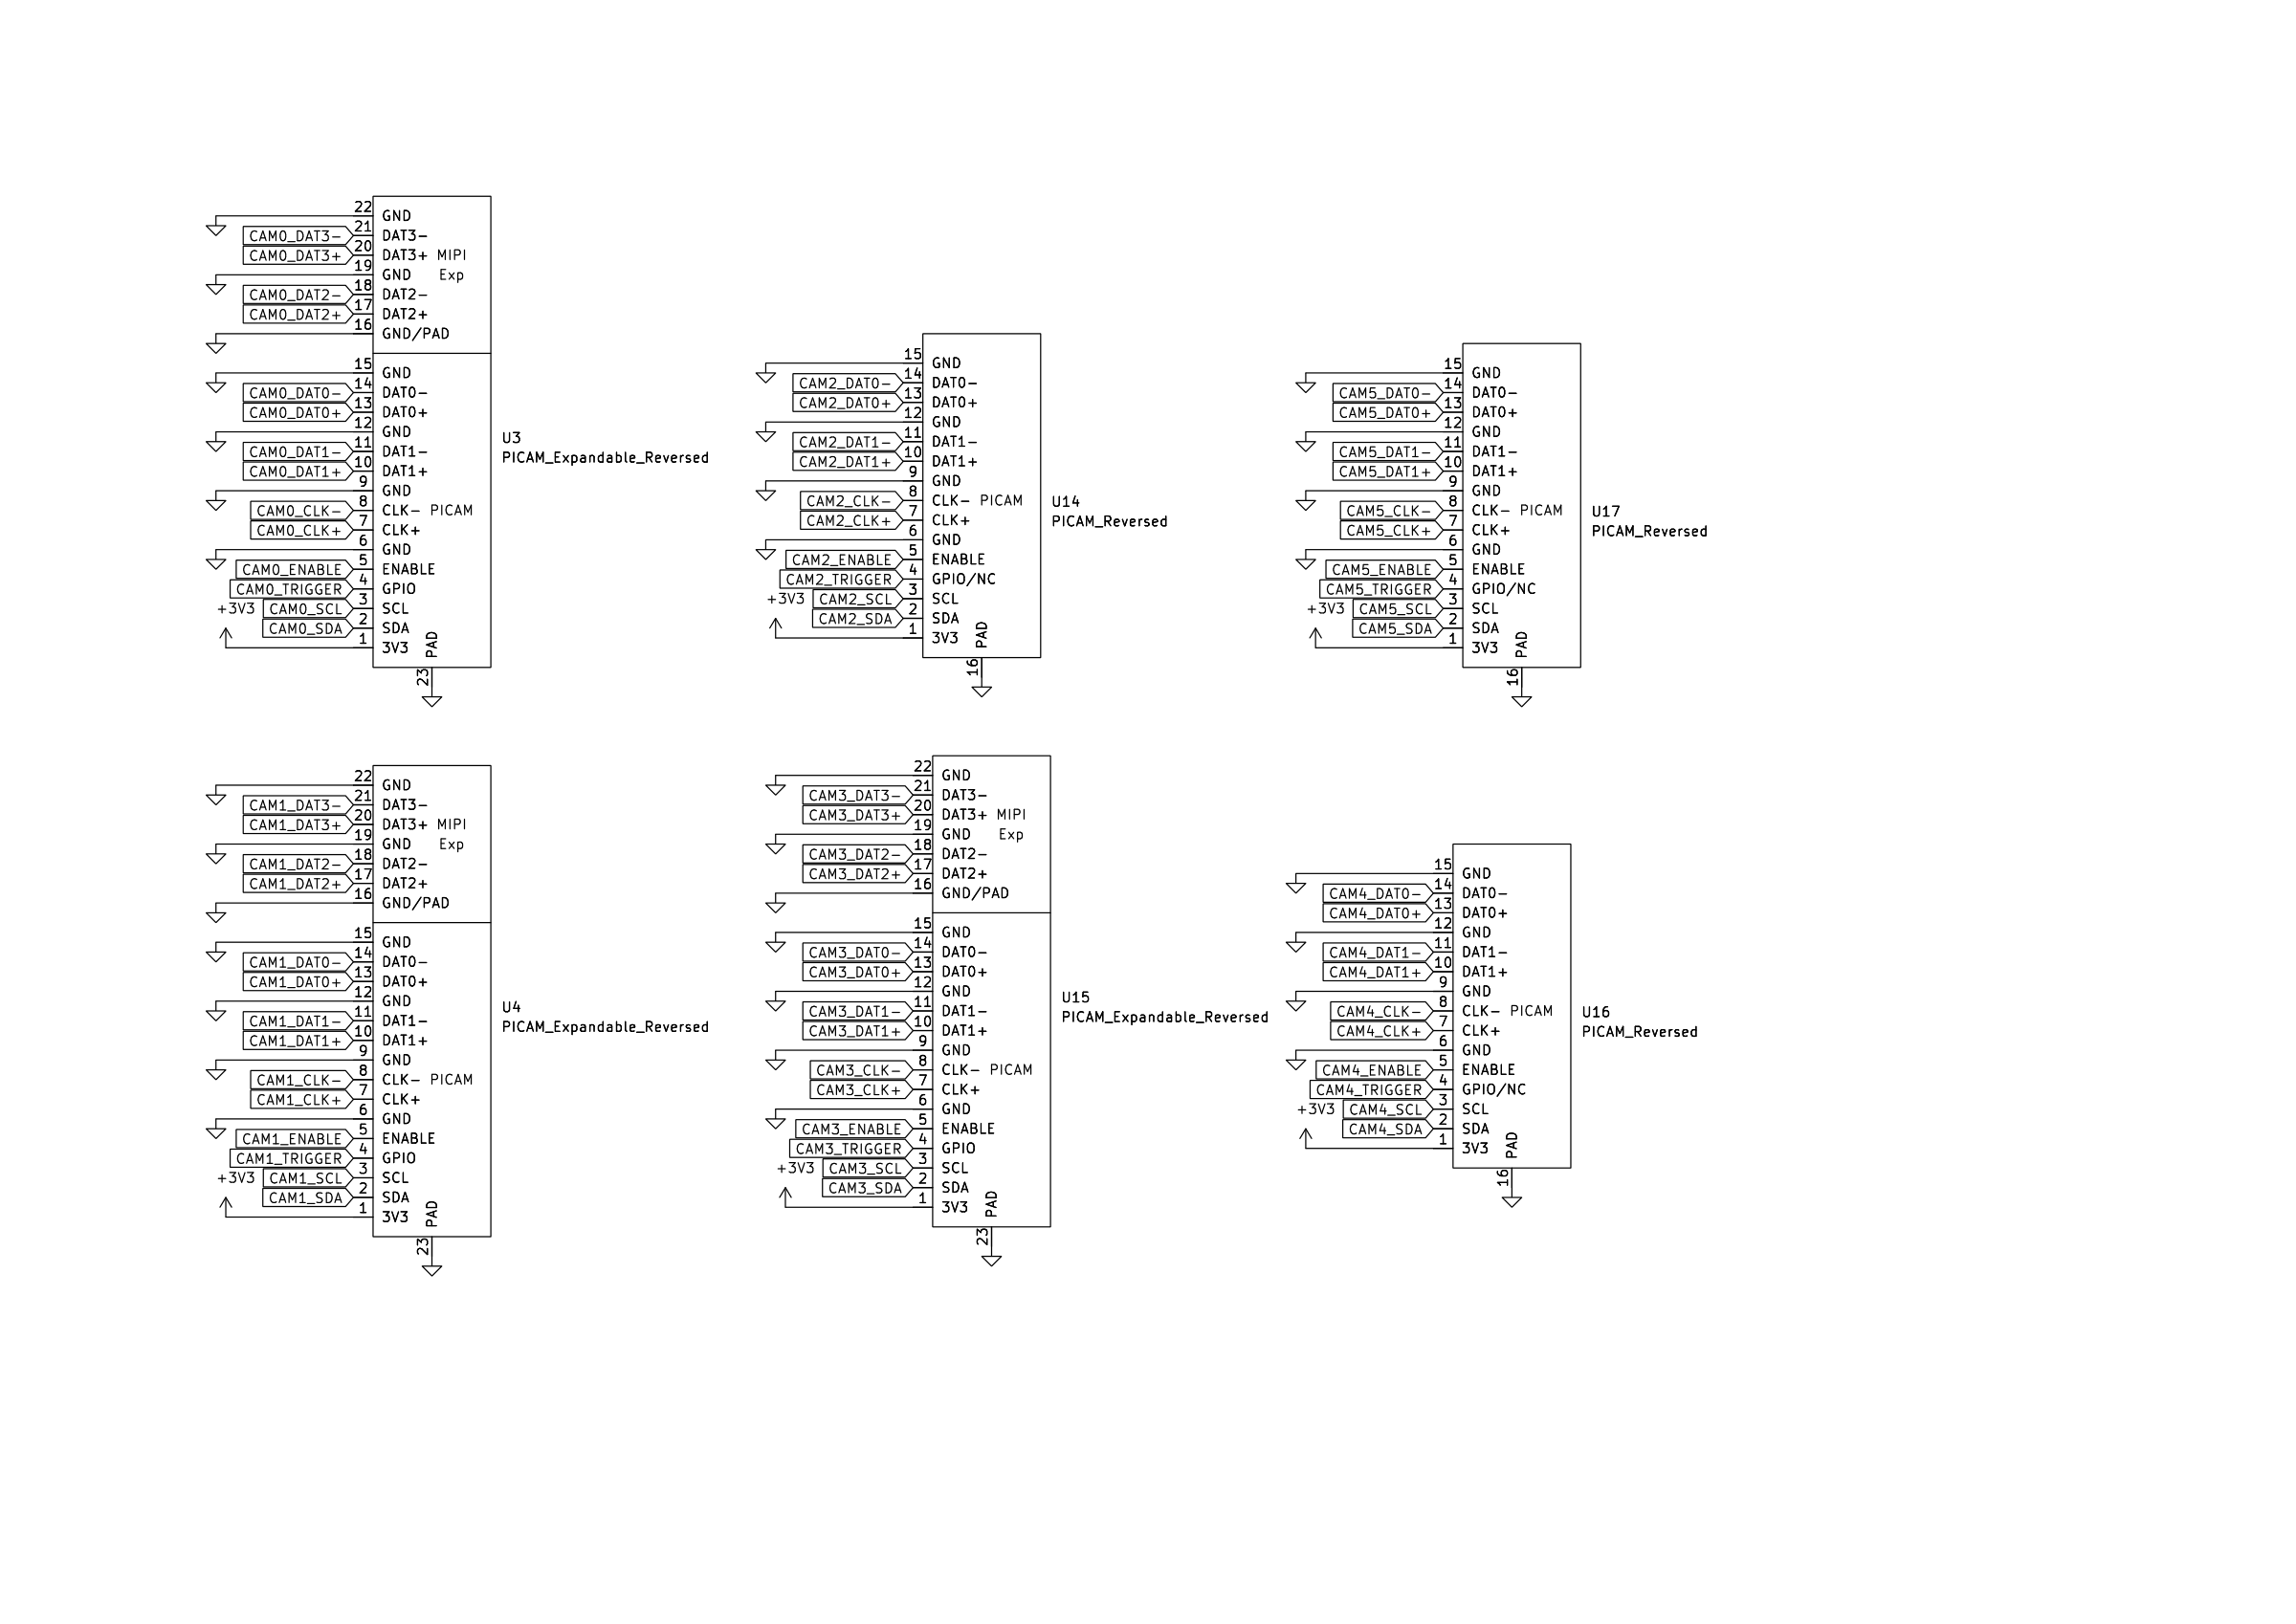 22 GND
CAM0_DAT3- 21 DAT3-
CAM0_DAT3+ 20 DAT3+ MIPI
19 GND Exp
CAM0_DAT2- 18 DAT2-
CAM0_DAT2+ 17 DAT2+
16 GND/PAD
15 GND
CAM0_DAT0- 14 DAT0-
CAM0_DAT0+ 13 DAT0+
12 GND
CAM0_DAT1- 11 DAT1-
CAM0_DAT1+ 10 DAT1+
9 GND
CAM0_CLK- 8 CLK- PICAM
CAM0_CLK+ 7 CLK+
6 GND
CAM0_ENABLE 5 ENABLE
CAM0_TRIGGER 4 GPIO
+3V3 CAM0_SCL 3 SCL
CAM0_SDA 2 SDA
1 3V3
PAD
23
U3
PICAM_Expandable_Reversed
15 GND
CAM2_DAT0- 14 DAT0-
CAM2_DAT0+ 13 DAT0+
12 GND
CAM2_DAT1- 11 DAT1-
CAM2_DAT1+ 10 DAT1+
9 GND
CAM2_CLK- 8 CLK- PICAM
CAM2_CLK+ 7 CLK+
6 GND
CAM2_ENABLE 5 ENABLE
CAM2_TRIGGER 4 GPIO/NC
+3V3 CAM2_SCL 3 SCL
CAM2_SDA 2 SDA
1 3V3
PAD
16
U14
PICAM_Reversed
15 GND
CAM5_DAT0- 14 DAT0-
CAM5_DAT0+ 13 DAT0+
12 GND
CAM5_DAT1- 11 DAT1-
CAM5_DAT1+ 10 DAT1+
9 GND
CAM5_CLK- 8 CLK- PICAM
CAM5_CLK+ 7 CLK+
6 GND
CAM5_ENABLE 5 ENABLE
CAM5_TRIGGER 4 GPIO/NC
+3V3 CAM5_SCL 3 SCL
CAM5_SDA 2 SDA
1 3V3
PAD
16
U17
PICAM_Reversed
22 GND
CAM1_DAT3- 21 DAT3-
CAM1_DAT3+ 20 DAT3+ MIPI
19 GND Exp
CAM1_DAT2- 18 DAT2-
CAM1_DAT2+ 17 DAT2+
16 GND/PAD
15 GND
CAM1_DAT0- 14 DAT0-
CAM1_DAT0+ 13 DAT0+
12 GND
CAM1_DAT1- 11 DAT1-
CAM1_DAT1+ 10 DAT1+
9 GND
CAM1_CLK- 8 CLK- PICAM
CAM1_CLK+ 7 CLK+
6 GND
CAM1_ENABLE 5 ENABLE
CAM1_TRIGGER 4 GPIO
+3V3 CAM1_SCL 3 SCL
CAM1_SDA 2 SDA
1 3V3
PAD
23
U4
PICAM_Expandable_Reversed
22 GND
CAM3_DAT3- 21 DAT3-
CAM3_DAT3+ 20 DAT3+ MIPI
19 GND Exp
CAM3_DAT2- 18 DAT2-
CAM3_DAT2+ 17 DAT2+
16 GND/PAD
15 GND
CAM3_DAT0- 14 DAT0-
CAM3_DAT0+ 13 DAT0+
12 GND
CAM3_DAT1- 11 DAT1-
CAM3_DAT1+ 10 DAT1+
9 GND
CAM3_CLK- 8 CLK- PICAM
CAM3_CLK+ 7 CLK+
6 GND
CAM3_ENABLE 5 ENABLE
CAM3_TRIGGER 4 GPIO
+3V3 CAM3_SCL 3 SCL
CAM3_SDA 2 SDA
1 3V3
PAD
23
U15
PICAM_Expandable_Reversed
15 GND
CAM4_DAT0- 14 DAT0-
CAM4_DAT0+ 13 DAT0+
12 GND
CAM4_DAT1- 11 DAT1-
CAM4_DAT1+ 10 DAT1+
9 GND
CAM4_CLK- 8 CLK- PICAM
CAM4_CLK+ 7 CLK+
6 GND
CAM4_ENABLE 5 ENABLE
CAM4_TRIGGER 4 GPIO/NC
+3V3 CAM4_SCL 3 SCL
CAM4_SDA 2 SDA
1 3V3
PAD
16
U16
PICAM_Reversed